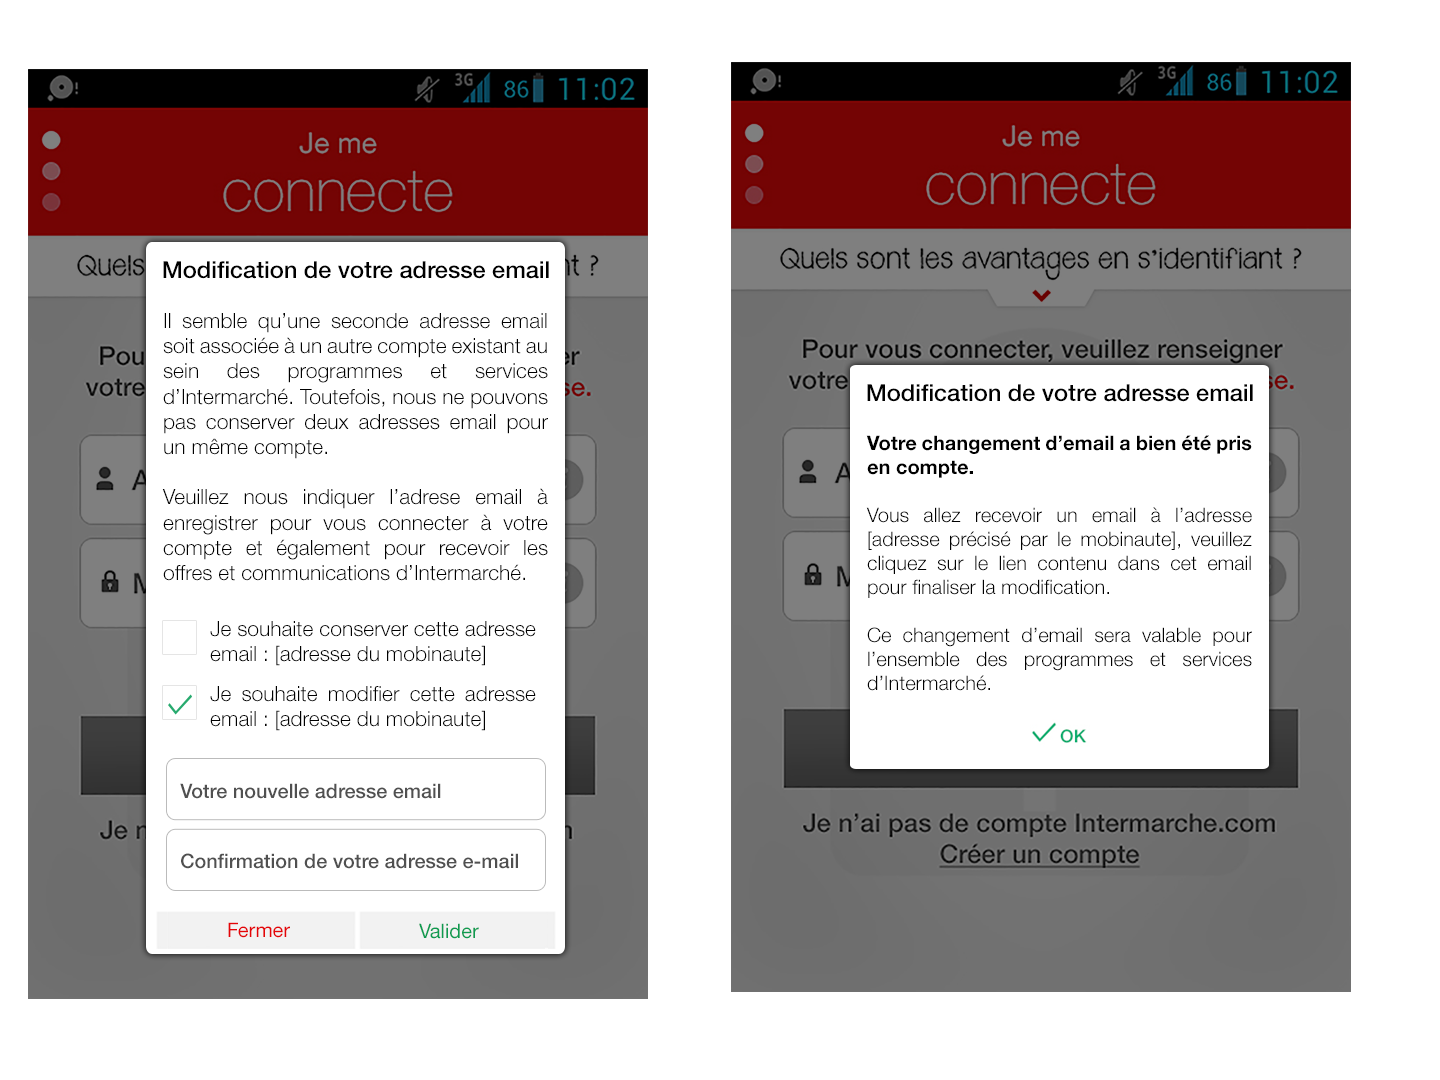 3G 86 11:02
Je me
connecte
Quels nt ?
Pou er
votre se.
A
M
Je n n
Modification de votre adresse email
Il semble qu'une seconde adresse email
soit associée à un autre compte existant au
sein des programmes et services
d'Intermarché. Toutefois, nous ne pouvons
pas conserver deux adresses email pour
un même compte.
Veuillez nous indiquer l'adrese email à
enregistrer pour vous connecter à votre
compte et également pour recevoir les
offres et communications d'Intermarché.
Je souhaite conserver cette adresse
email : [adresse du mobinaute]
Je souhaite modifier cette adresse
email : [adresse du mobinaute]
Votre nouvelle adresse email
Confirmation de votre adresse e-mail
Fermer Valider
3G 86 11:02
Je me
connecte
Quels sont les avantages en s'identifiant ?
Pour vous connecter, veuillez renseigner
votre se.
A
M
Modification de votre adresse email
Votre changement d'email a bien été pris
en compte.
Vous allez recevoir un email à l'adresse
[adresse précisé par le mobinaute], veuillez
cliquez sur le lien contenu dans cet email
pour finaliser la modification.
Ce changement d'email sera valable pour
l'ensemble des programmes et services
d'Intermarché.
OK
Je n'ai pas de compte Intermarche.com
Créer un compte